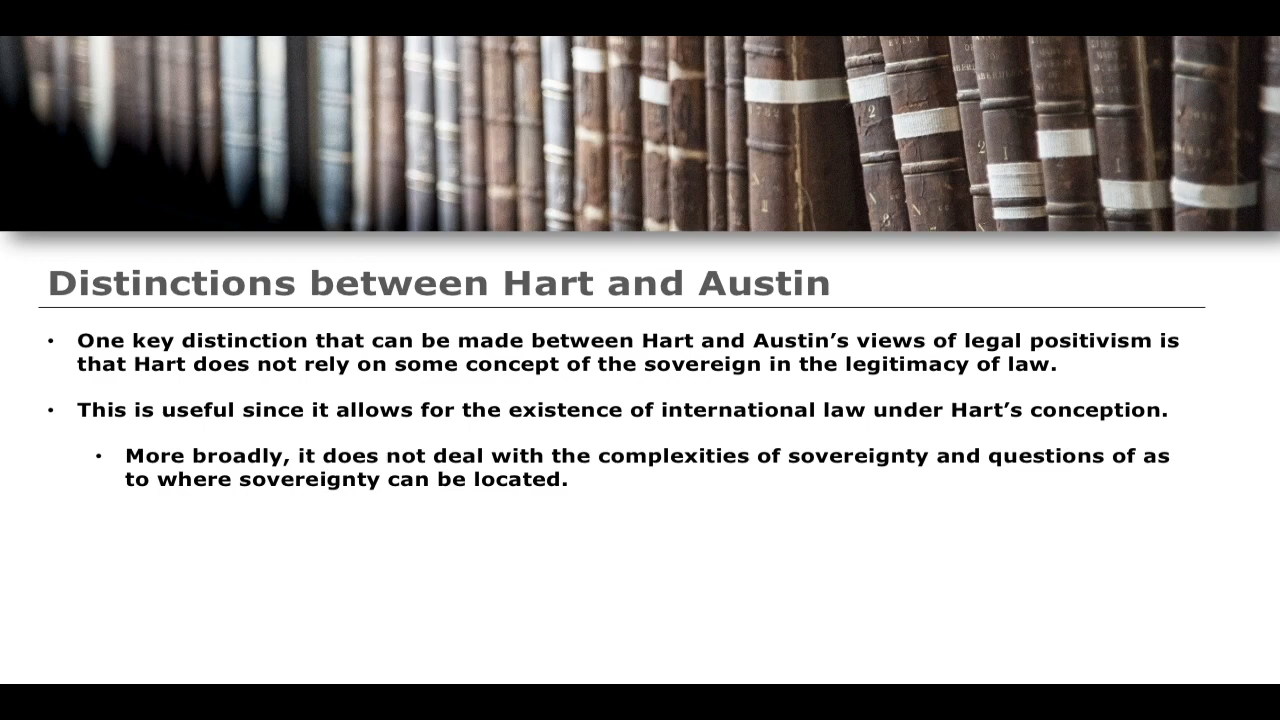 Distinctions between Hart and Austin
• One key distinction that can be made between Hart and Austin’s views of legal positivism is
that Hart does not rely on some concept of the sovereign in the legitimacy of law.
• This is useful since it allows for the existence of international law under Hart’s conception.
• More broadly, it does not deal with the complexities of sovereignty and questions of as
to where sovereignty can be located.